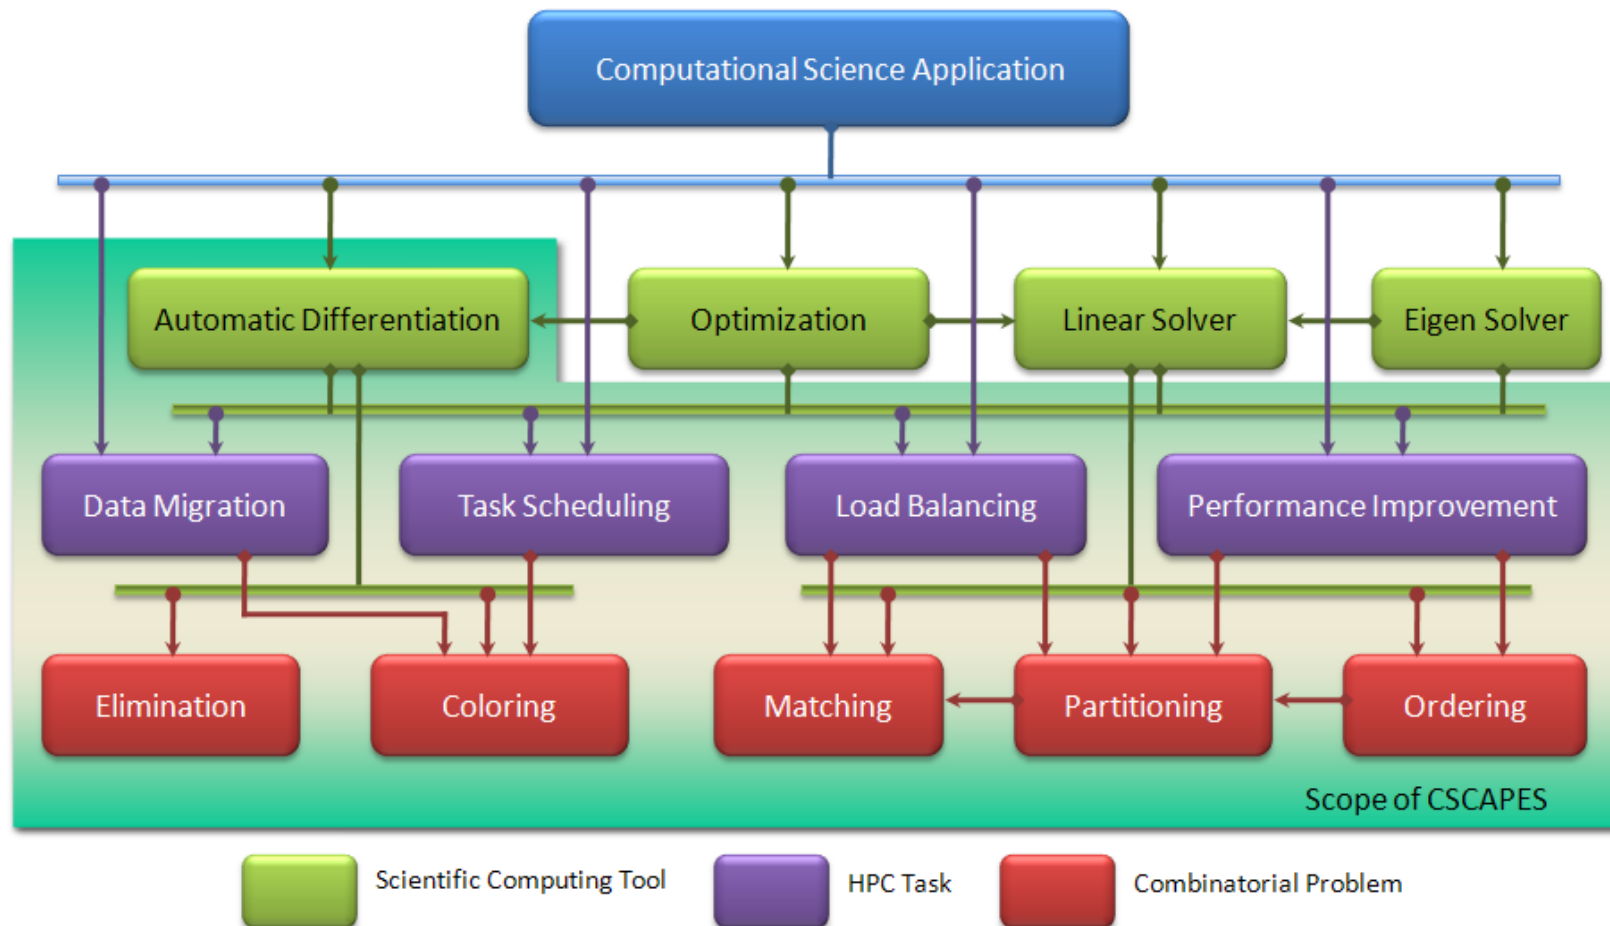 Computational Science Application
Automatic Differentiation
Optimization
Linear Solver
Eigen Solver
Data Migration
Task Scheduling
Load Balancing
Performance Improvement
Elimination
Coloring
Matching
Partitioning
Ordering
Scope of CSCAPES
Scientific Computing Tool
HPC Task
Combinatorial Problem